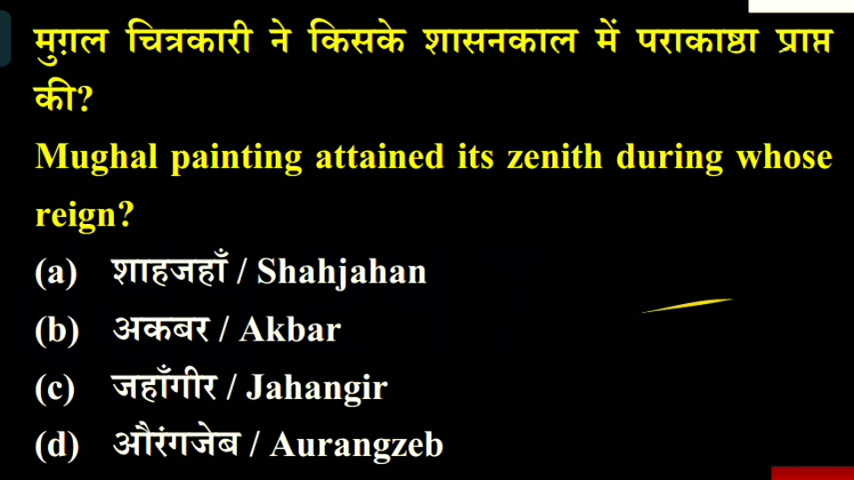 मुग़ल चित्रकारी ने किसके शासनकाल में पराकाष्ठा प्राप्त
की?
Mughal painting attained its zenith during whose
reign?
(a) शाहजहाँ / Shahjahan
(b) अकबर / Akbar
(c) जहाँगीर / Jahangir
(d) औरंगजेब / Aurangzeb